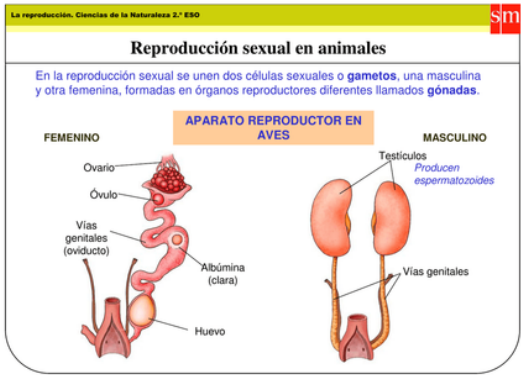 La reproducción. Ciencias de la Naturaleza 2.º ESO
sm
Reproducción sexual en animales
En la reproducción sexual se unen dos células sexuales o gametos, una masculina
y otra femenina, formadas en órganos reproductores diferentes llamados gónadas.
APARATO REPRODUCTOR EN
AVES
FEMENINO
MASCULINO
Ovario
Óvulo
Vías
genitales
(oviducto)
Albúmina
(clara)
Huevo
Testículos
Producen
espermatozoides
Vías genitales